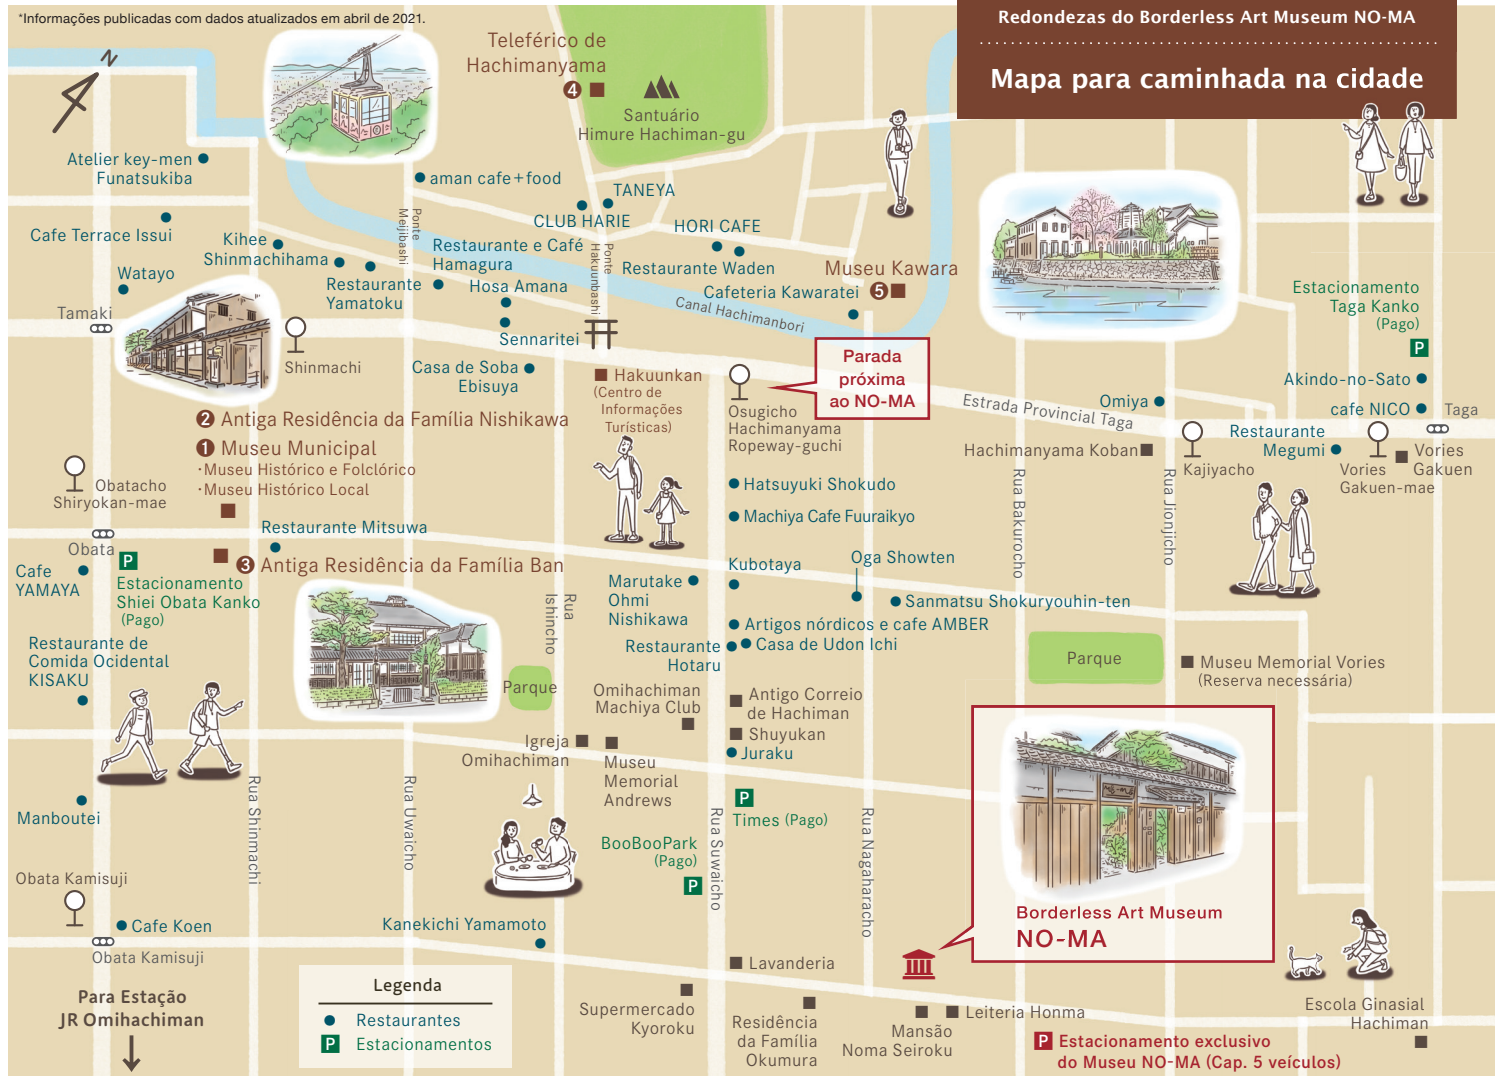 *Informações publicadas com dados atualizados em abril de 2021.
Redondezas do Borderless Art Museum NO-MA
Mapa para caminhada na cidade
N
Teleférico de
Hachimanyama
4
Santuário
Himure Hachiman-gu
Atelier key-men
Funatsukiba
aman cafe+food
TANEYA
CLUB HARIE
Cafe Terrace Issui
Kihee
Shinmachihama
Ponte
Meijibashi
Restaurante e Café
Hamagura
Ponte
Hakuunbashi
HORI CAFE
Restaurante Waden
Museu Kawara
5
Cafeteria Kawaratei
Canal Hachimanbori
Watayo
Restaurante
Yamatoku
Hosa Amana
Sennaritei
Tamaki
Shinmachi
Casa de Soba
Ebisuya
Hakuunkan
(Centro de
Informações
Turísticas)
Osugicho
Hachimanyama
Ropeway-guchi
Parada
próxima
ao NO-MA
Estrada Provincial Taga
Omiya
Estacionamento
Taga Kanko
(Pago)
P
Akindo-no-Sato
cafe NICO
Taga
Restaurante
Megumi
Hachimanyama Koban
Kajiyacho
Vories
Gakuen-mae
Vories
Gakuen
2 Antiga Residência da Família Nishikawa
1 Museu Municipal
·Museu Histórico e Folclórico
·Museu Histórico Local
Obatacho
Shiryokan-mae
Restaurante Mitsuwa
Obata
P
3 Antiga Residência da Família Ban
Cafe
YAMAYA
Estacionamento
Shiei Obata Kanko
(Pago)
Hatsuyuki Shokudo
Machiya Cafe Fuuraikyo
Rua Bakurocho
Rua Jionjicho
Kubotaya
Oga Showten
Marutake
Ohmi
Nishikawa
Sanmatsu Shokuryouhin-ten
Artigos nórdicos e cafe AMBER
Restaurante
Hotaru
Casa de Udon Ichi
Rua
Ishincho
Restaurante de
Comida Ocidental
KISAKU
Parque
Parque
Museu Memorial Vories
(Reserva necessária)
Omihachiman
Machiya Club
Antigo Correio
de Hachiman
Shuyukan
Juraku
Igreja
Omihachiman
Museu
Memorial
Andrews
P
Times (Pago)
BooBooPark
(Pago)
P
Manboutei
Rua Shinmachi
Rua Uwaicho
Rua Suwaicho
Rua Nagaharacho
Borderless Art Museum
NO-MA
Obata Kamisuji
Cafe Koen
Obata Kamisuji
Kanekichi Yamamoto
Para Estação
JR Omihachiman
Legenda
Restaurantes
P Estacionamentos
Lavanderia
Supermercado
Kyoroku
Residência
da Família
Okumura
Mansão
Noma Seiroku
Leiteria Honma
P Estacionamento exclusivo
do Museu NO-MA (Cap. 5 veículos)
Escola Ginasial
Hachiman